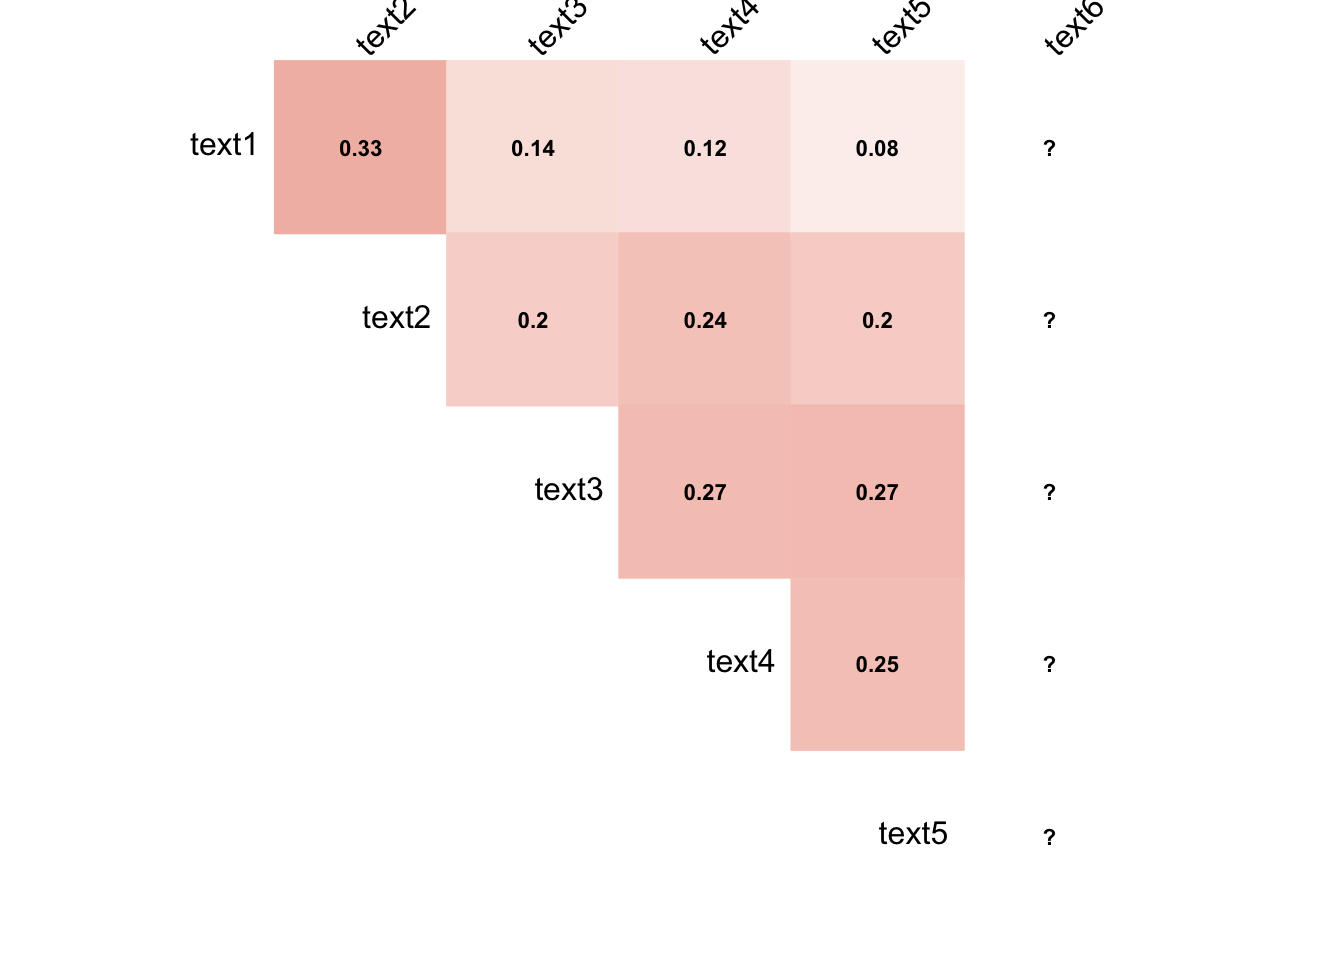 text2 text3 text4 text5 text6
text1 0.33 0.14 0.12 0.08 ?
text2 0.2 0.24 0.2 ?
text3 0.27 0.27 ?
text4 0.25 ?
text5 ?